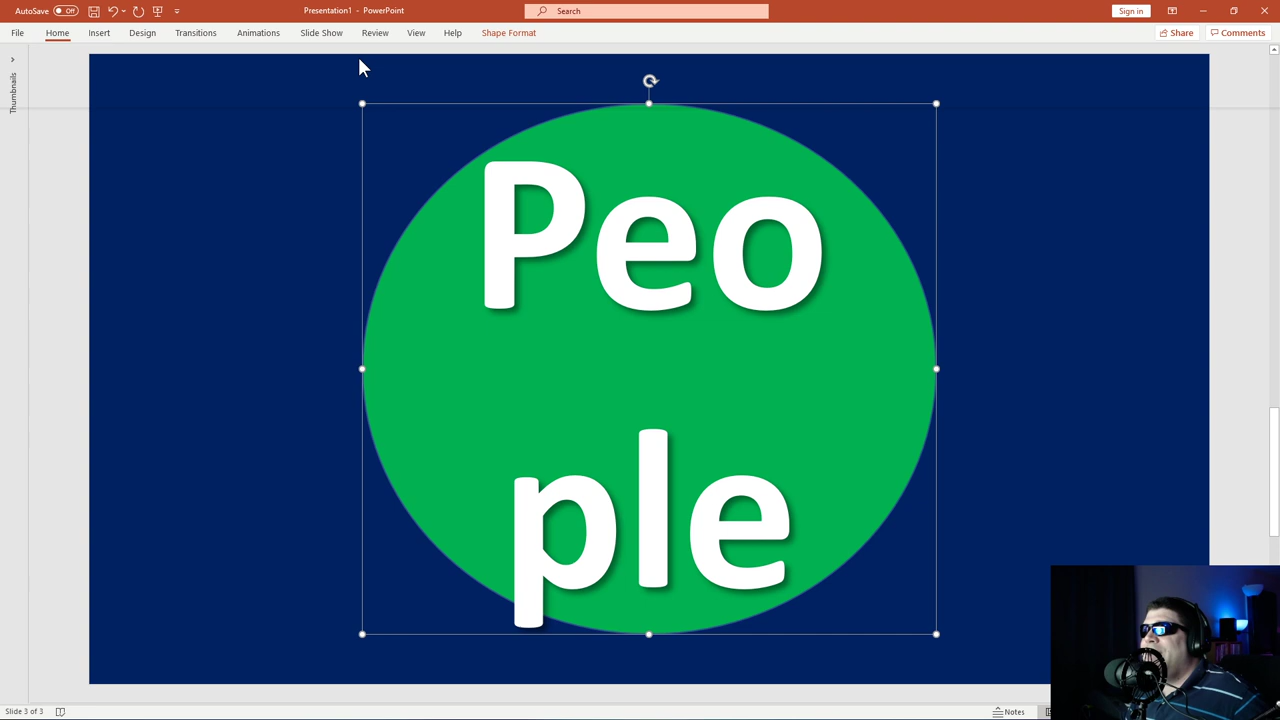 AutoSave Off
Presentation1 - PowerPoint
Search
Sign in
File Home Insert Design Transitions Animations Slide Show Review View Help Shape Format
Share Comments
Thumbnails
Peo
ple
Slide 3 of 3
Notes